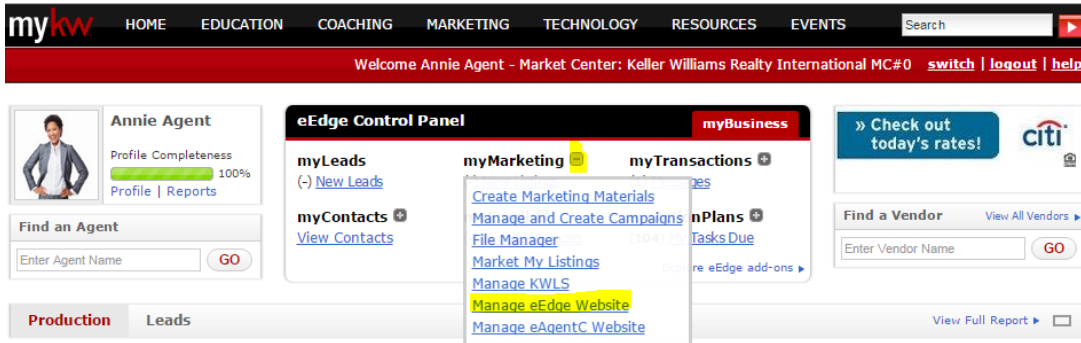 mykw HOME EDUCATION COACHING MARKETING TECHNOLOGY RESOURCES EVENTS Search
Welcome Annie Agent - Market Center: Keller Williams Realty International MC#0 switch | logout | help
Annie Agent
Profile Completeness
100%
Profile | Reports
Find an Agent
Enter Agent Name GO
eEdge Control Panel myBusiness
myLeads
(-) New Leads
myContacts
View Contacts
myMarketing
Create Marketing Materials
Manage and Create Campaigns
File Manager
Market My Listings
Manage KWLS
Manage eEdge Website
Manage eAgentC Website
myTransactions
nPlans
(104) Tasks Due
re eEdge add-ons
» Check out
today's rates!
citi
Find a Vendor View All Vendors
Enter Vendor Name GO
Production Leads View Full Report